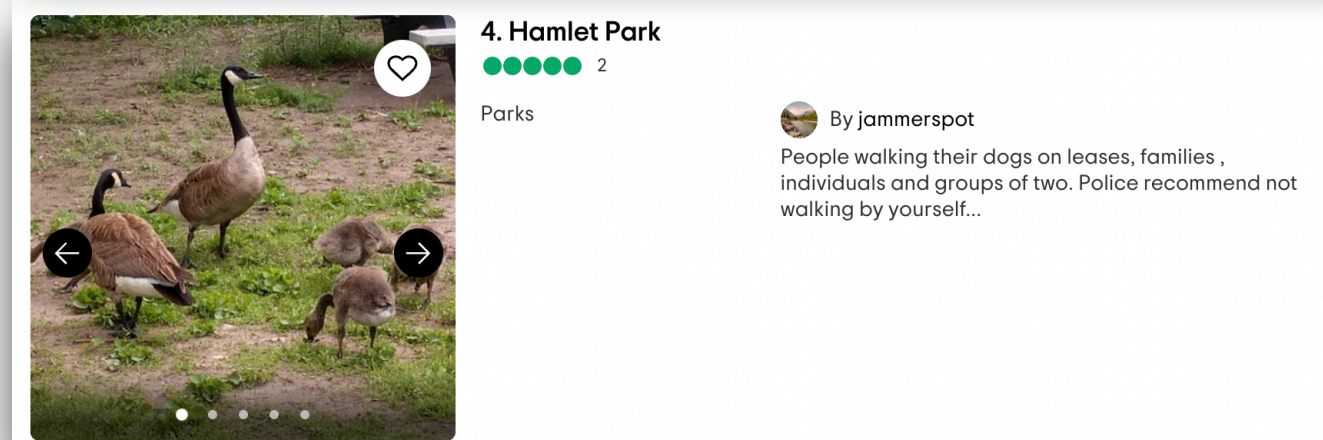 4. Hamlet Park
2
Parks
By jammerspot
People walking their dogs on leases, families ,
individuals and groups of two. Police recommend not
walking by yourself...